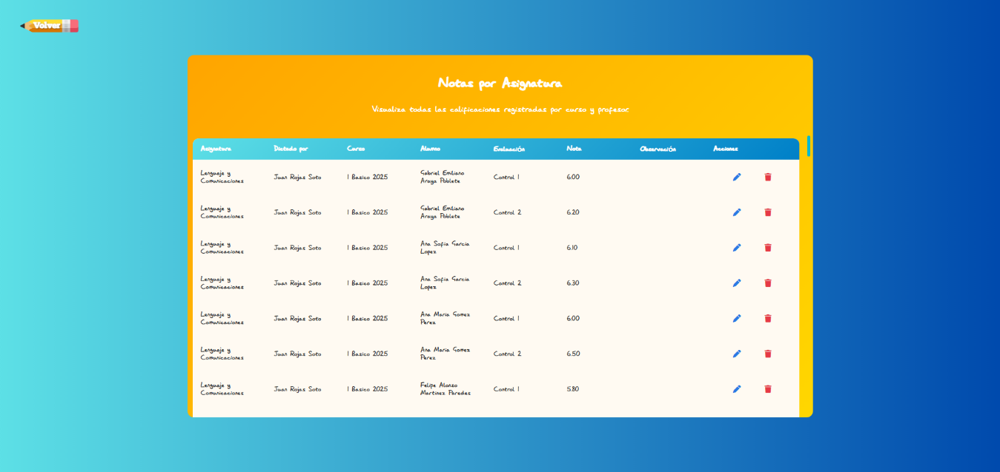 Volver
Notas por Asignatura
Visualiza todas las calificaciones registradas por curso y profesor.
Asignatura Dictado por Curso Alumno Evaluación Nota Observación Acciones
Lenguaje y Comunicaciones Juan Rojas Soto 1 Basico 2025 Gabriel Emiliano Araya Poblete Control 1 6.00
Lenguaje y Comunicaciones Juan Rojas Soto 1 Basico 2025 Gabriel Emiliano Araya Poblete Control 2 6.20
Lenguaje y Comunicaciones Juan Rojas Soto 1 Basico 2025 Ana Sofia Garcia Lopez Control 1 6.10
Lenguaje y Comunicaciones Juan Rojas Soto 1 Basico 2025 Ana Sofia Garcia Lopez Control 2 6.30
Lenguaje y Comunicaciones Juan Rojas Soto 1 Basico 2025 Ana Maria Gomez Perez Control 1 6.00
Lenguaje y Comunicaciones Juan Rojas Soto 1 Basico 2025 Ana Maria Gomez Perez Control 2 6.50
Lenguaje y Comunicaciones Juan Rojas Soto 1 Basico 2025 Felipe Alonso Martinez Paredes Control 1 5.80